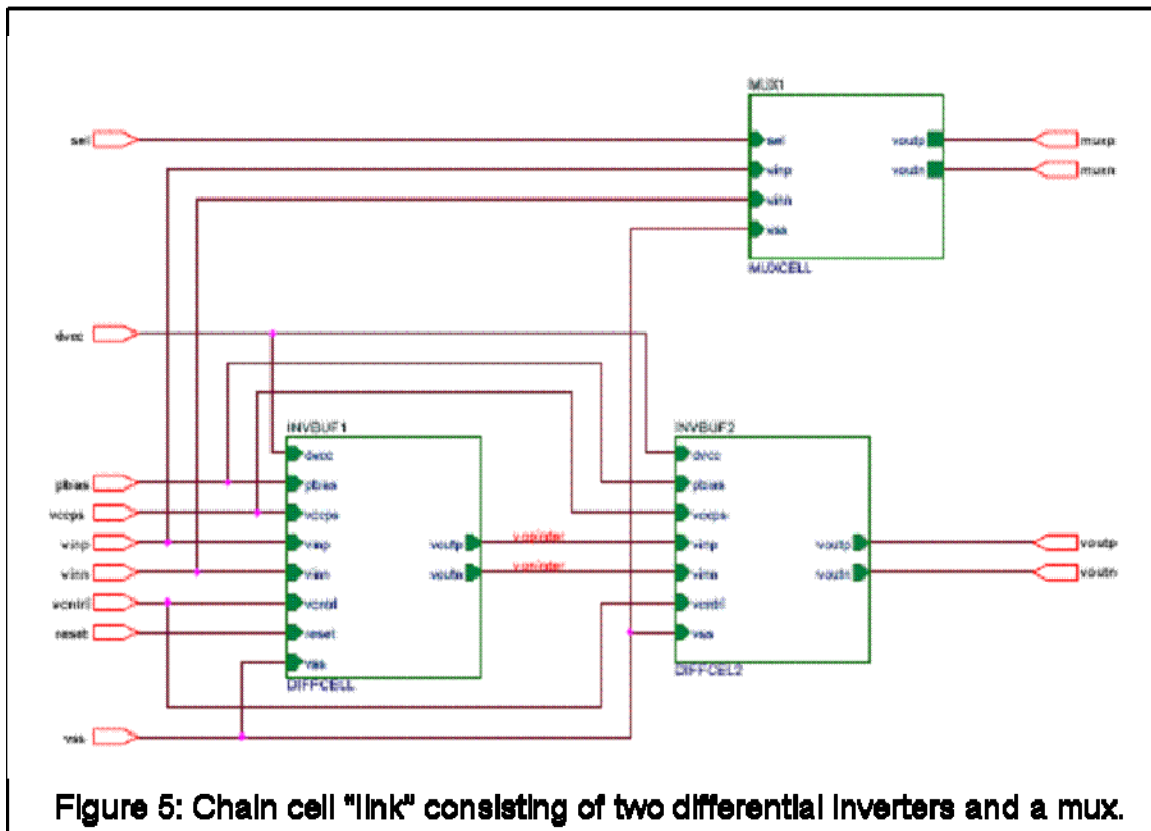 MUX1
sel
sel
voutp
muxp
vinp
voutn
muxn
vinn
vss
MUXCELL
dvcc
INVBUF1
INVBUF2
dvcc
dvcc
pbias
pbias
pbias
vccps
vccps
vccps
vinp
vinp
voutp
vinp
voutp
voutp
vinn
vinn
voutn
vinn
voutn
voutn
vcntrl
vcntrl
vcntrl
reset
reset
vss
vss
DIFFCELL
DIFFCEL2
vss
Figure 5: Chain cell "link" consisting of two differential inverters and a mux.